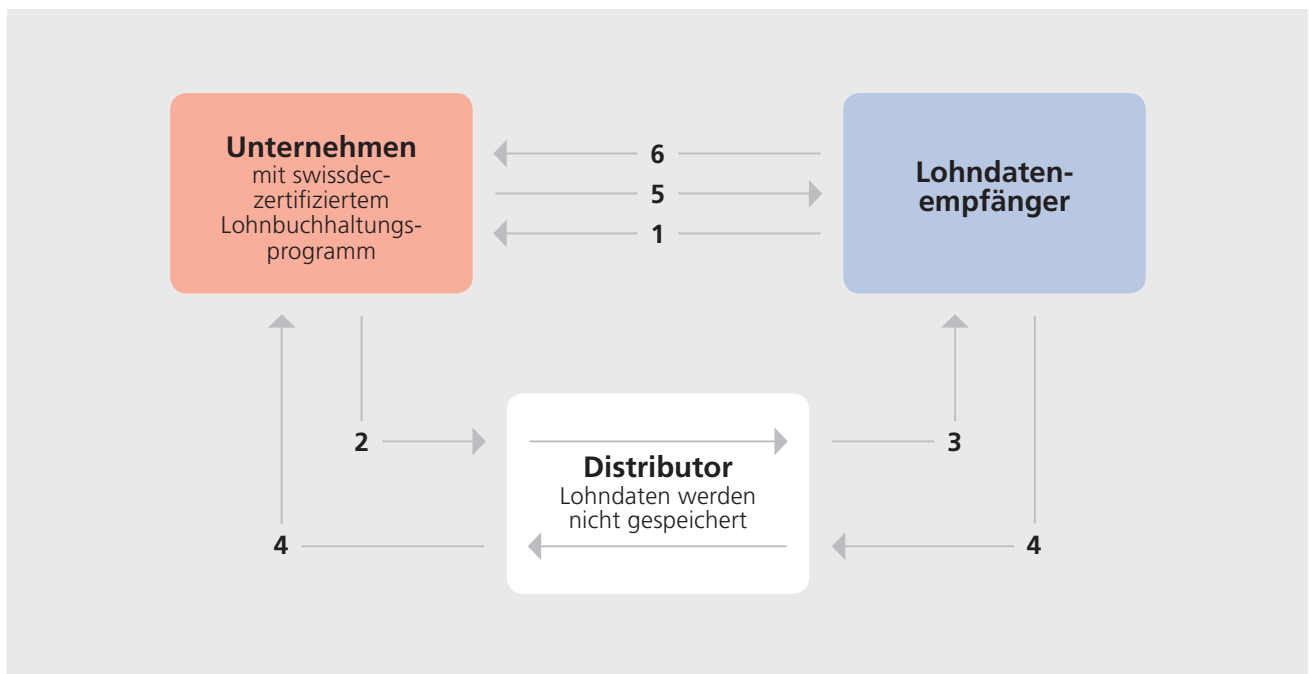 Unternehmen
mit swissdec-
zertifiziertem
Lohnbuchhaltungs-
programm
6
5
1
Lohndaten-
empfänger
2
3
Distributor
Lohndaten werden
nicht gespeichert
4
4